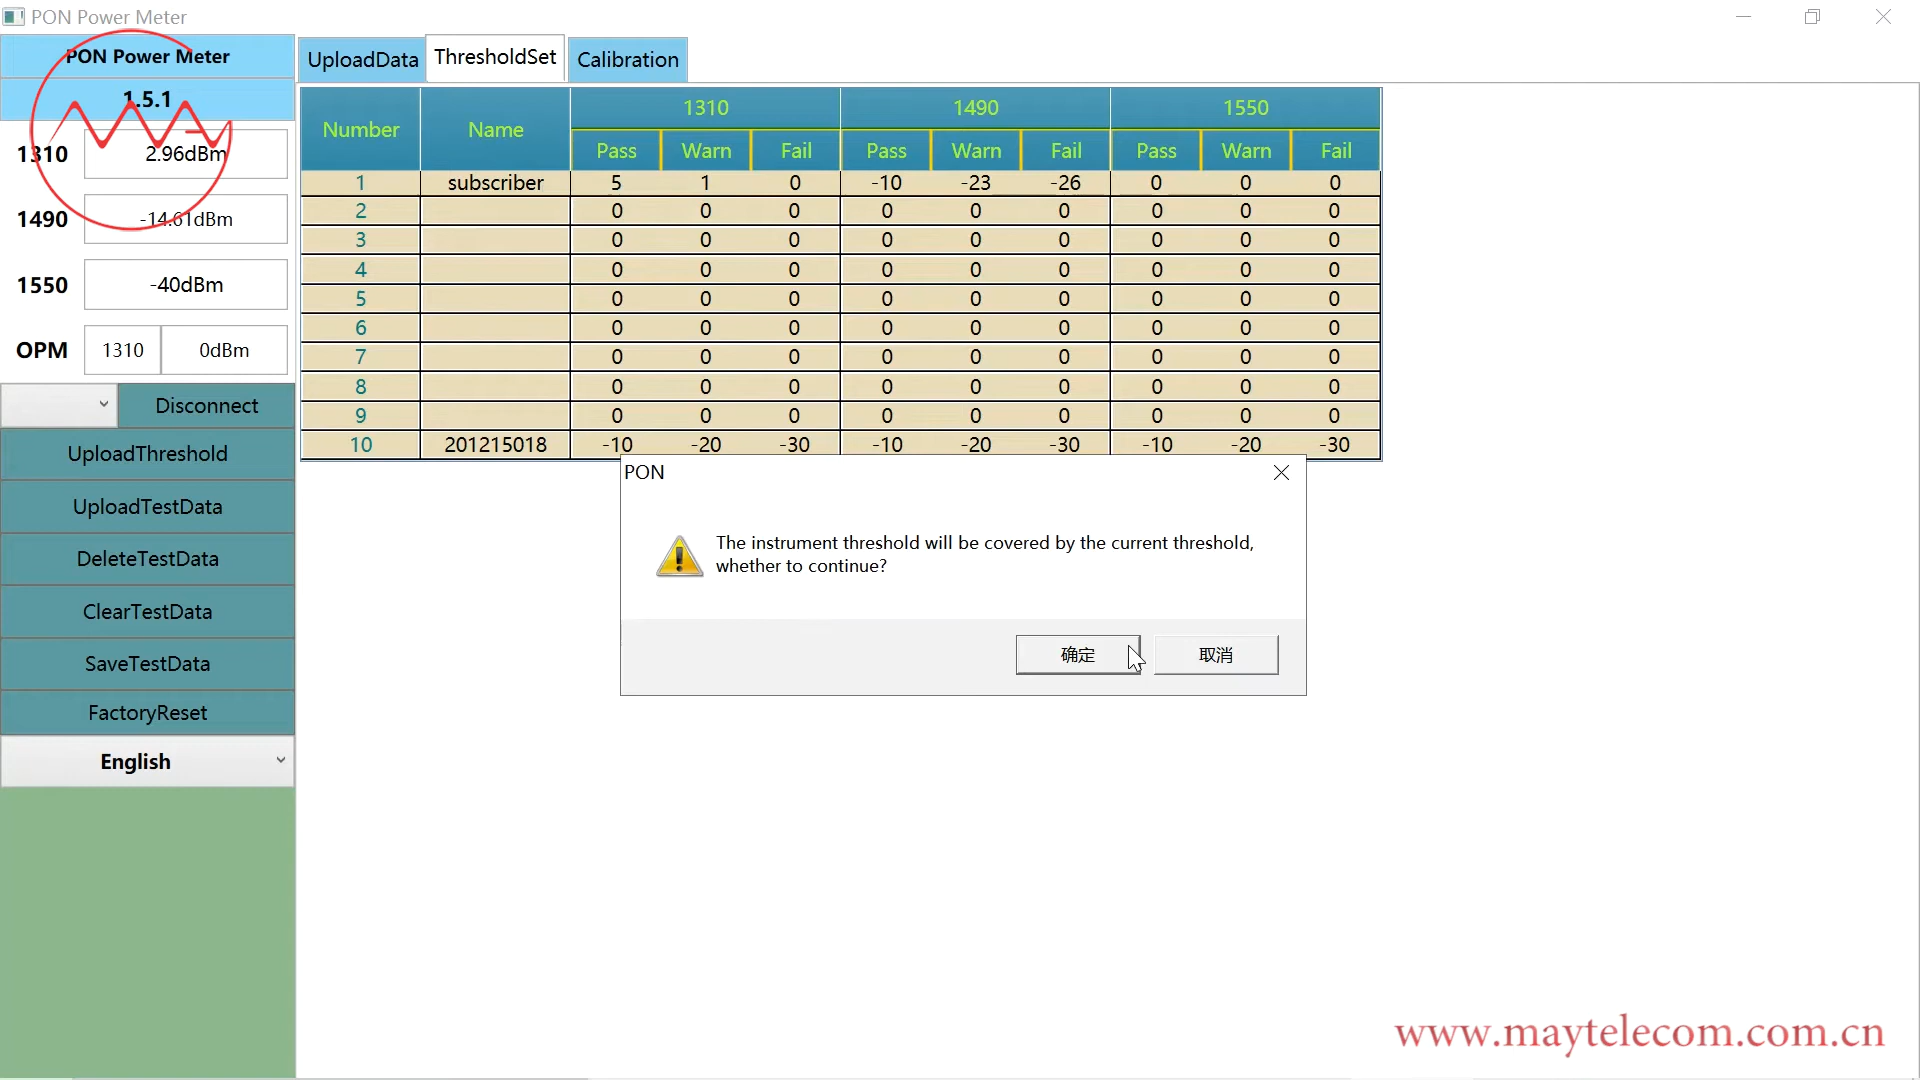 PON Power Meter
PON Power Meter
1.5.1
1310 2.96dBm
1490 -14.61dBm
1550 -40dBm
OPM 1310 0dBm
Disconnect
UploadThreshold
UploadTestData
DeleteTestData
ClearTestData
SaveTestData
FactoryReset
English
UploadData ThresholdSet Calibration
Number Name 1310 1490 1550
Pass Warn Fail Pass Warn Fail Pass Warn Fail
1 subscriber 5 1 0 -10 -23 -26 0 0 0
2 0 0 0 0 0 0 0 0 0
3 0 0 0 0 0 0 0 0 0
4 0 0 0 0 0 0 0 0 0
5 0 0 0 0 0 0 0 0 0
6 0 0 0 0 0 0 0 0 0
7 0 0 0 0 0 0 0 0 0
8 0 0 0 0 0 0 0 0 0
9 0 0 0 0 0 0 0 0 0
10 201215018 -10 -20 -30 -10 -20 -30 -10 -20 -30
PON
The instrument threshold will be covered by the current threshold,
whether to continue?
确定 取消
www.maytelecom.com.cn